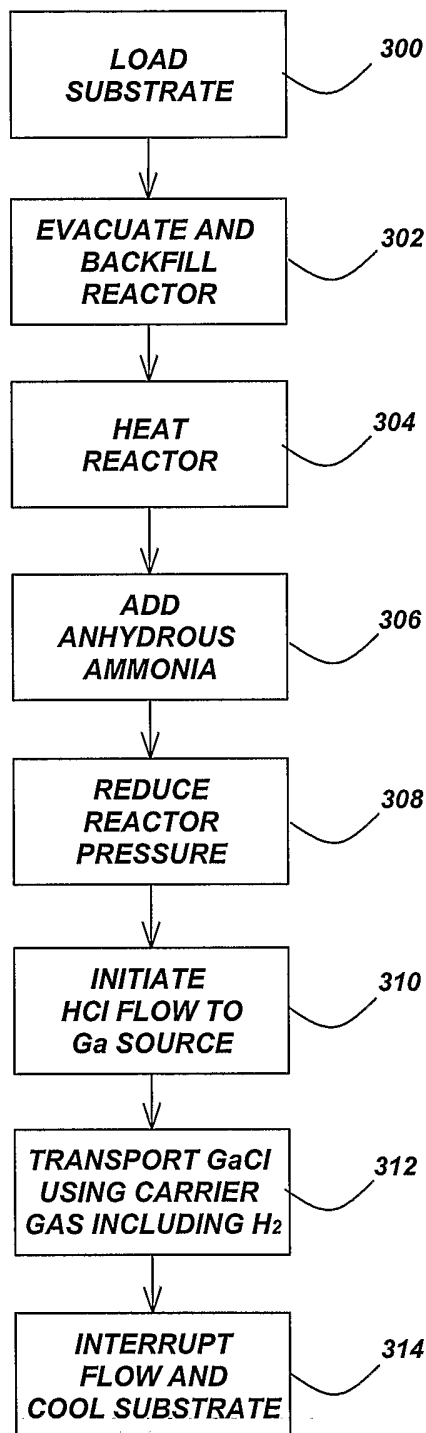 LOAD
SUBSTRATE
300
EVACUATE AND
BACKFILL
REACTOR
302
HEAT
REACTOR
304
ADD
ANHYDROUS
AMMONIA
306
REDUCE
REACTOR
PRESSURE
308
INITIATE
HCl FLOW TO
Ga SOURCE
310
TRANSPORT GaCl
USING CARRIER
GAS INCLUDING H2
312
INTERRUPT
FLOW AND
COOL SUBSTRATE
314